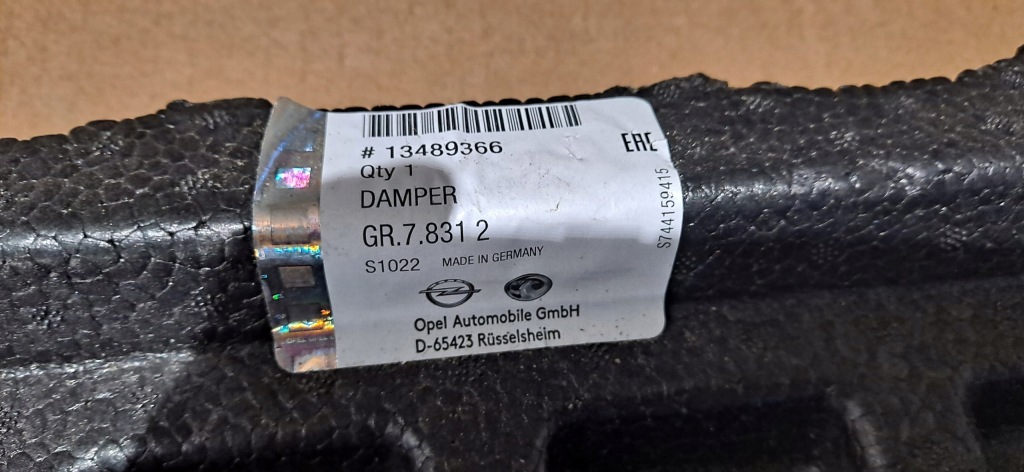 # 13489366
EAC
Qty 1
DAMPER
GR.7.831 2
S1022 MADE IN GERMANY
Opel Automobile GmbH
D-65423 Rüsselsheim
S744159415